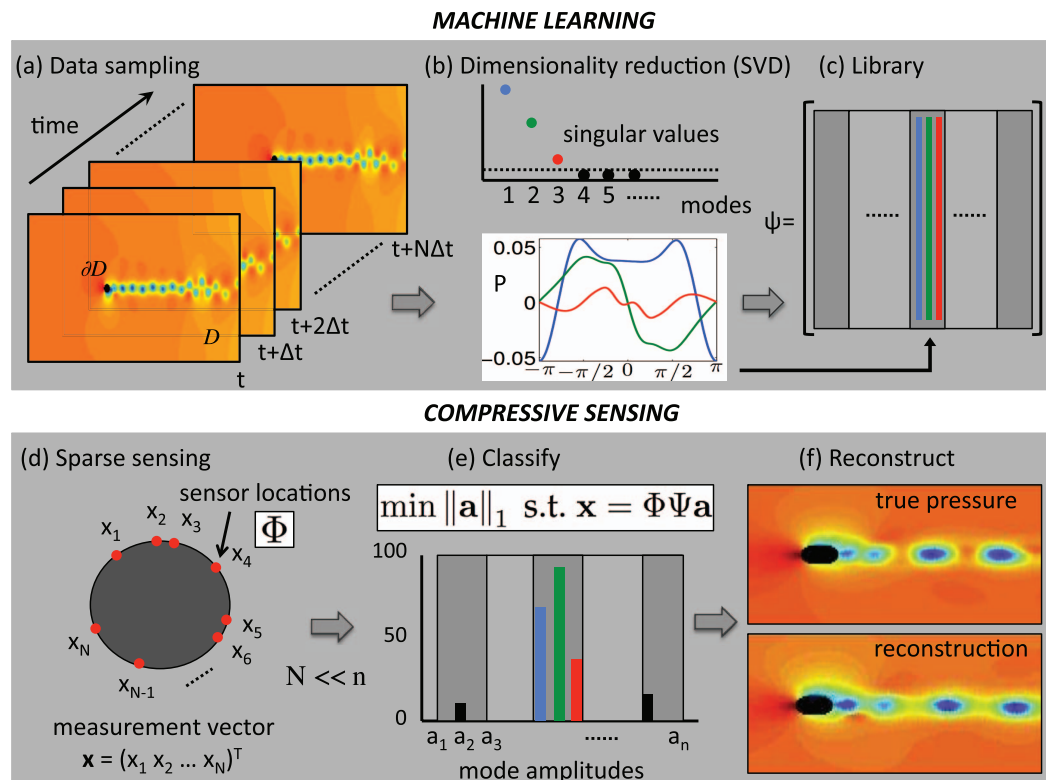 MACHINE LEARNING
(a) Data sampling
time
∂D
D
t
t+Δt
t+2Δt
t+NΔt
(b) Dimensionality reduction (SVD)
singular values
1 2 3 4 5 ......
modes
0.05
P
0
-0.05
-π -π/2 0 π/2 π
(c) Library
ψ=
...... ......
COMPRESSIVE SENSING
(d) Sparse sensing
sensor locations
Φ
x₁
x₂
x₃
x₄
x₅
x₆
x_N-1
x_N
measurement vector
x = (x₁ x₂ ... x_N)ᵀ
N << n
(e) Classify
min ||a||₁ s.t. x = ΦΨa
100
50
0
a₁ a₂ a₃ ...... aₙ
mode amplitudes
(f) Reconstruct
true pressure
reconstruction